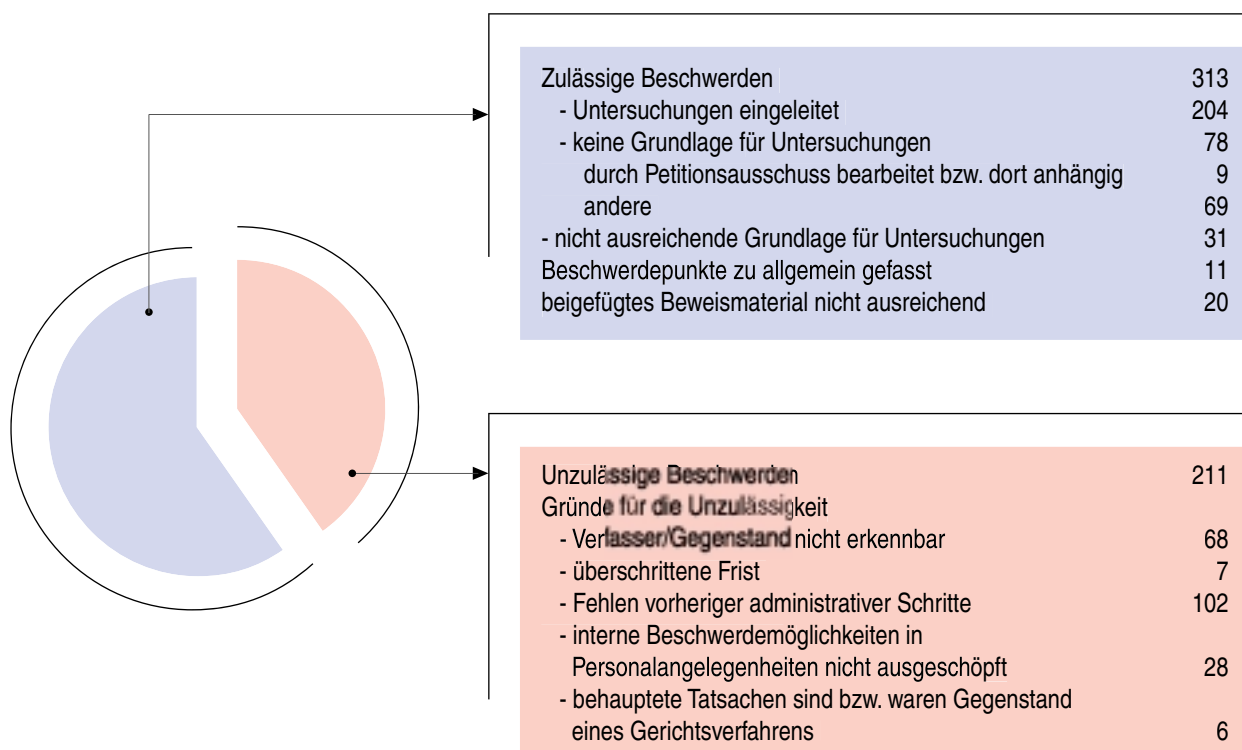 Zulässige Beschwerden 313
- Untersuchungen eingeleitet 204
- keine Grundlage für Untersuchungen 78
durch Petitionsausschuss bearbeitet bzw. dort anhängig 9
andere 69
- nicht ausreichende Grundlage für Untersuchungen 31
Beschwerdepunkte zu allgemein gefasst 11
beigefügtes Beweismaterial nicht ausreichend 20
Unzulässige Beschwerden 211
Gründe für die Unzulässigkeit
- Verfasser/Gegenstand nicht erkennbar 68
- überschrittene Frist 7
- Fehlen vorheriger administrativer Schritte 102
- interne Beschwerdemöglichkeiten in
Personalangelegenheiten nicht ausgeschöpft 28
- behauptete Tatsachen sind bzw. waren Gegenstand
eines Gerichtsverfahrens 6